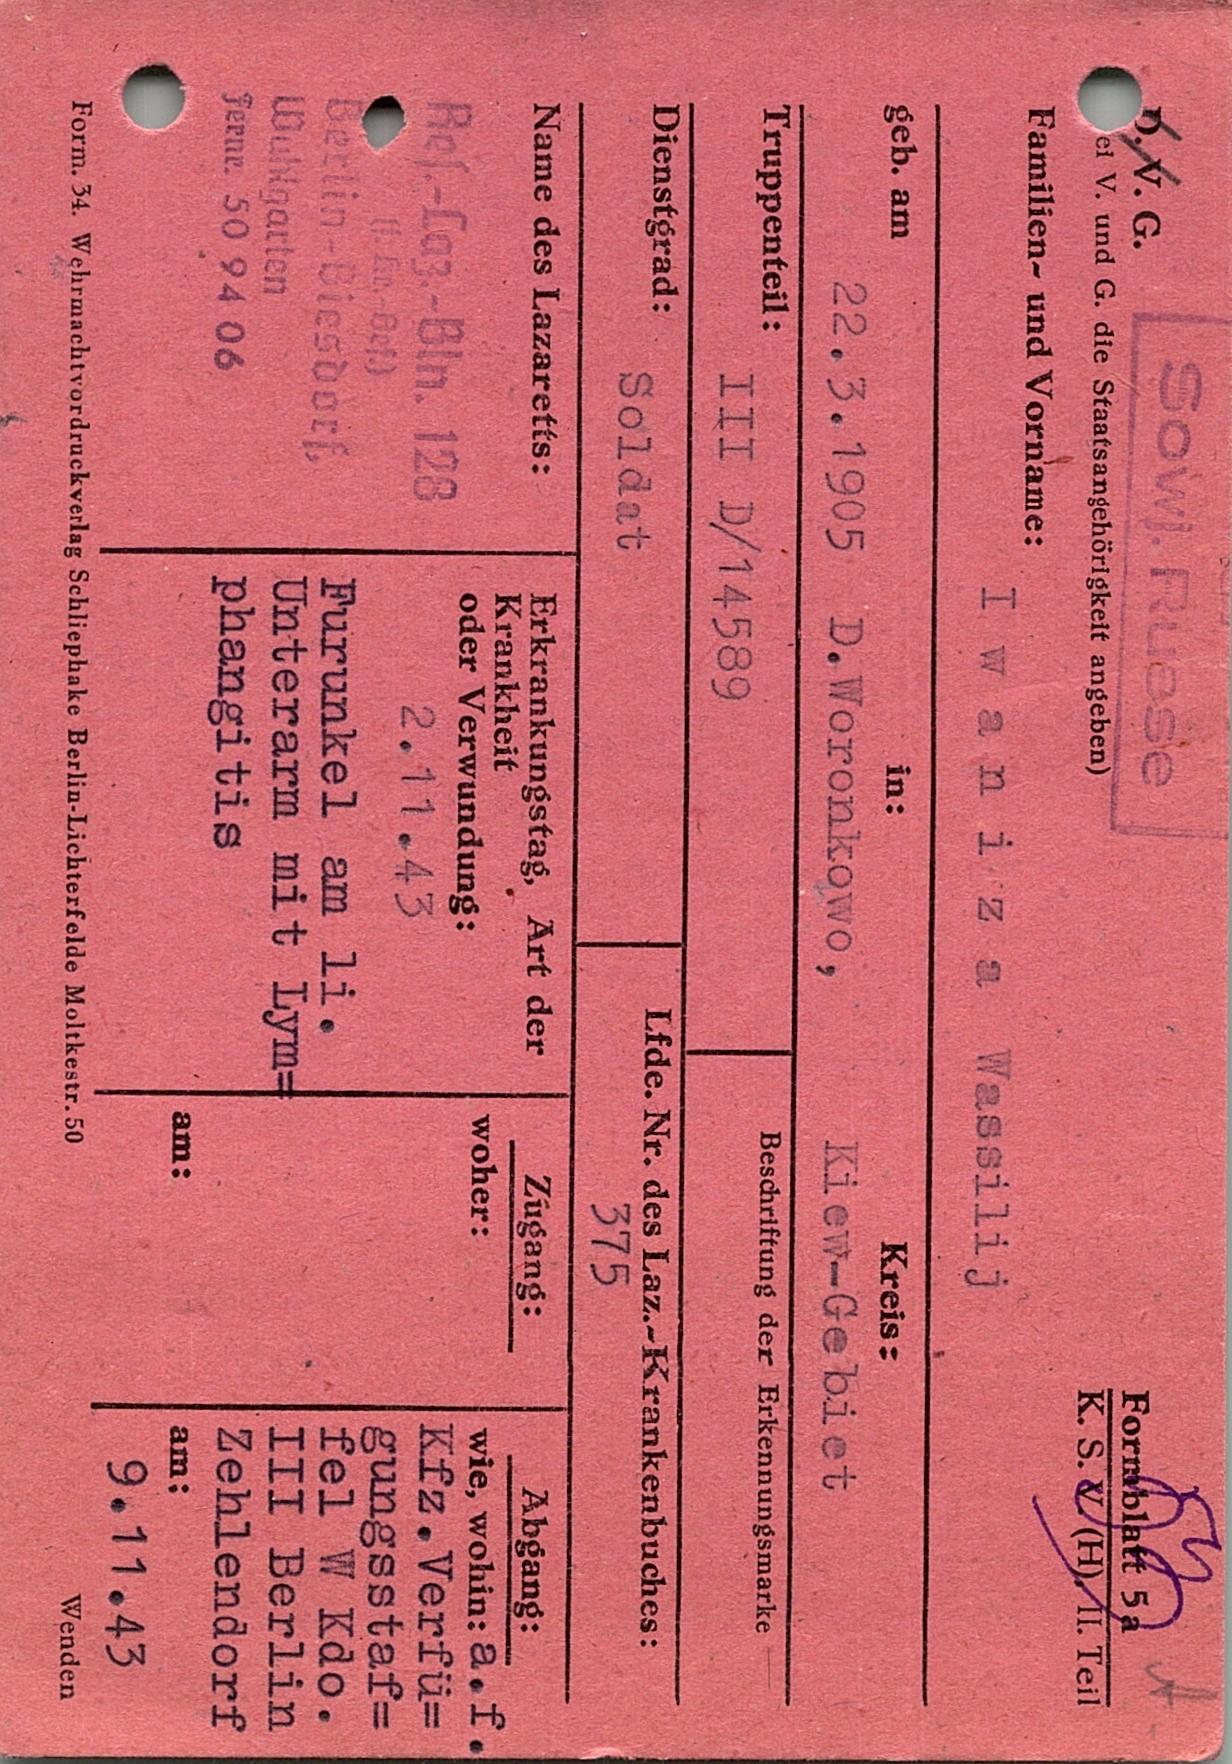 D. V. G.
Sowj. Russe
Formblatt 5a
K. S. V (H), II. Teil
ei V. und G. die Staatsangehörigkeit angeben)
Familien- und Vorname:
I w a n i z a Wassilij
geb. am in: Kreis:
22.3.1905 D.Woronkowo, Kiew-Gebiet
Truppenteil: Beschriftung der Erkennungsmarke
III D/14589
Dienstgrad: Lfde. Nr. des Laz.-Krankenbuches:
Soldat 375
Name des Lazaretts:
Res.-Laz.-Bln. 128
Berlin-Biesdorf,
Wuhlgarten
Fernr. 50 94 06
Erkrankungstag, Art der
Krankheit
oder Verwundung:
2.11.43
Furunkel am li.
Unterarm mit Lym=
phangitis
Zugang:
woher:
am:
Abgang:
wie, wohin: a.f.
Kfz.Verfü=
gungsstaf=
fel W Kdo.
III Berlin
Zehlendorf
am:
9.11.43
Form. 34. Wehrmachtvordruckverlag Schliephake Berlin-Lichterfelde Moltkestr. 50
Wenden